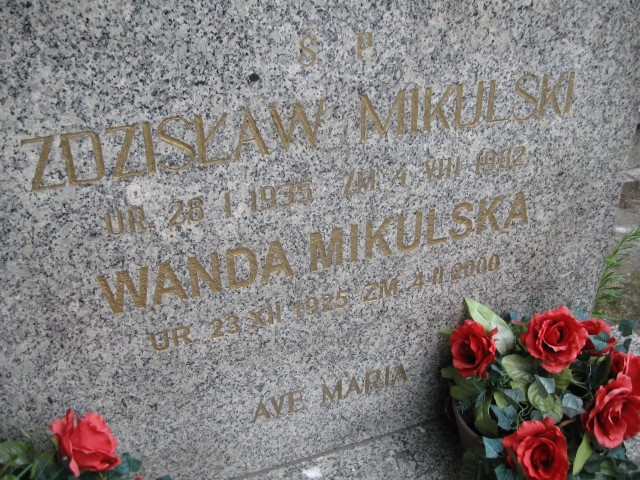 Ś P
ZDZISŁAW MIKULSKI
UR. 26 I 1935 ZM. 4 VIII 1982
WANDA MIKULSKA
UR. 23 XII 1925 ZM. 4 II 2000
AVE MARIA